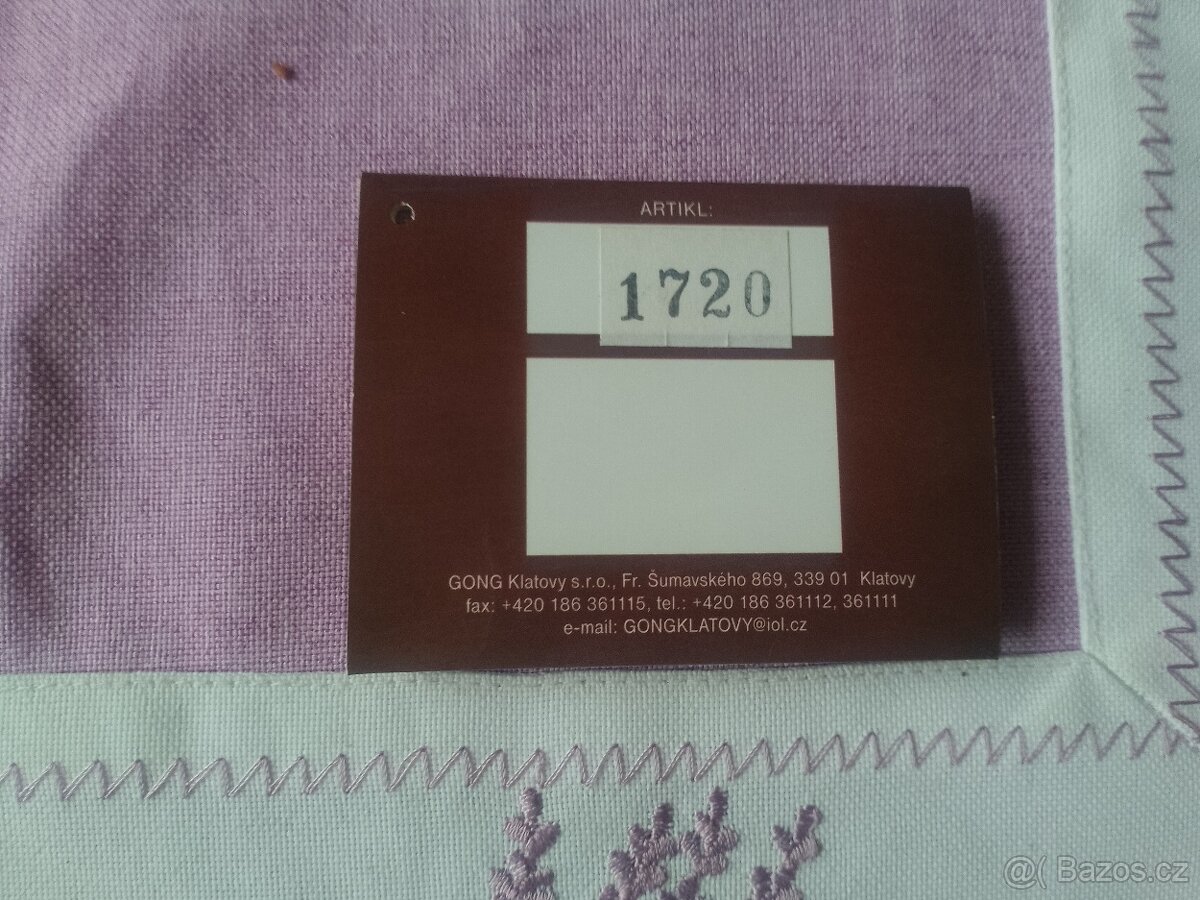 ARTIKL:
1720
GONG Klatovy s.r.o., Fr. Šumavského 869, 339 01 Klatovy
fax: +420 186 361115, tel.: +420 186 361112, 361111
e-mail: GONGKLATOVY@iol.cz
@( Bazos.cz